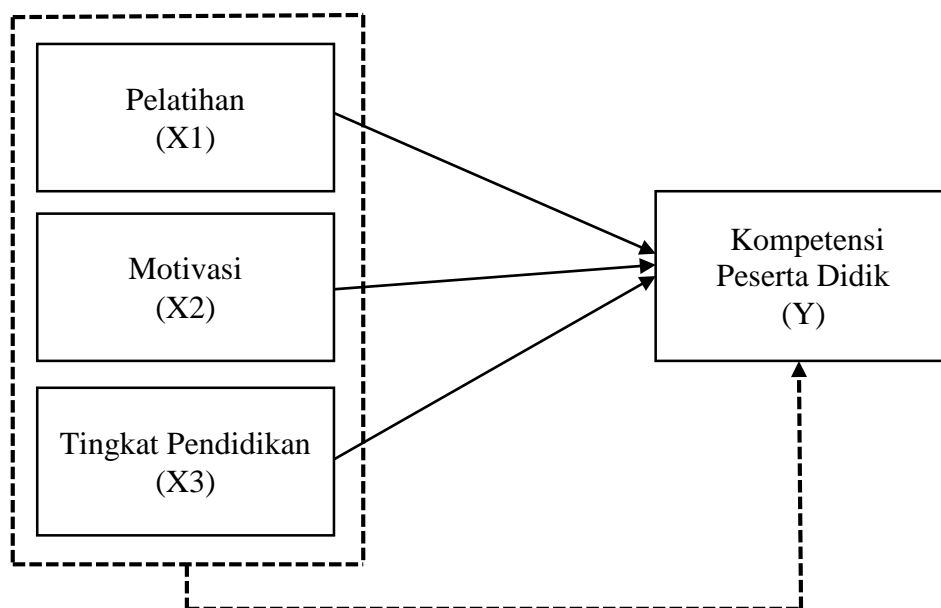 Pelatihan
(X1)
Motivasi
(X2)
Tingkat Pendidikan
(X3)
Kompetensi
Peserta Didik
(Y)